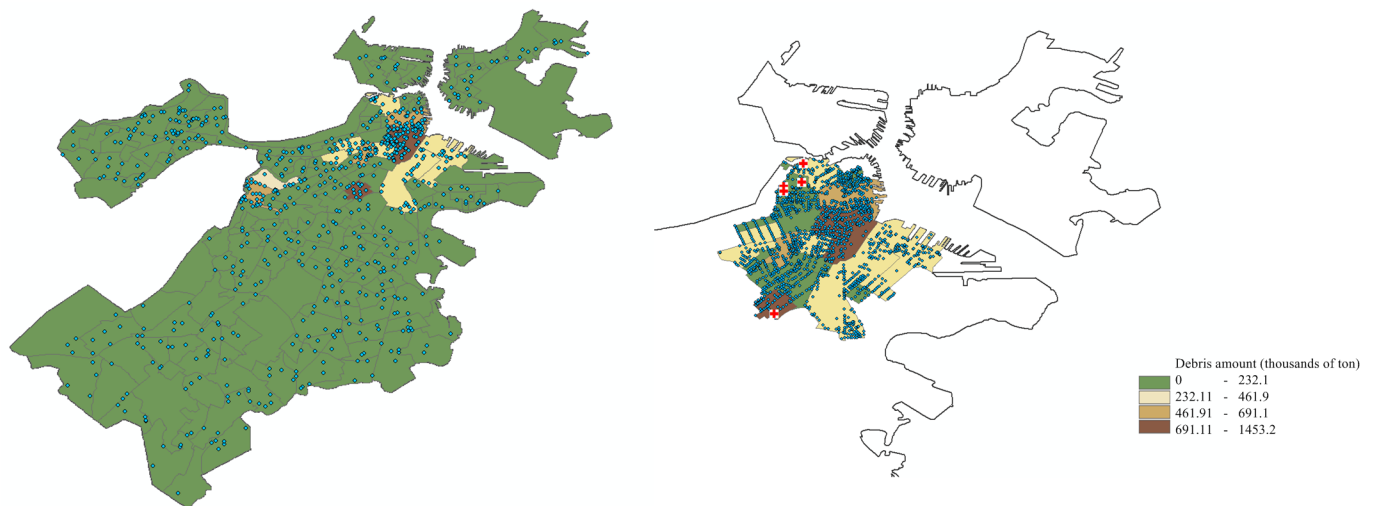 Debris amount (thousands of ton)
0 - 232.1
232.11 - 461.9
461.91 - 691.1
691.11 - 1453.2